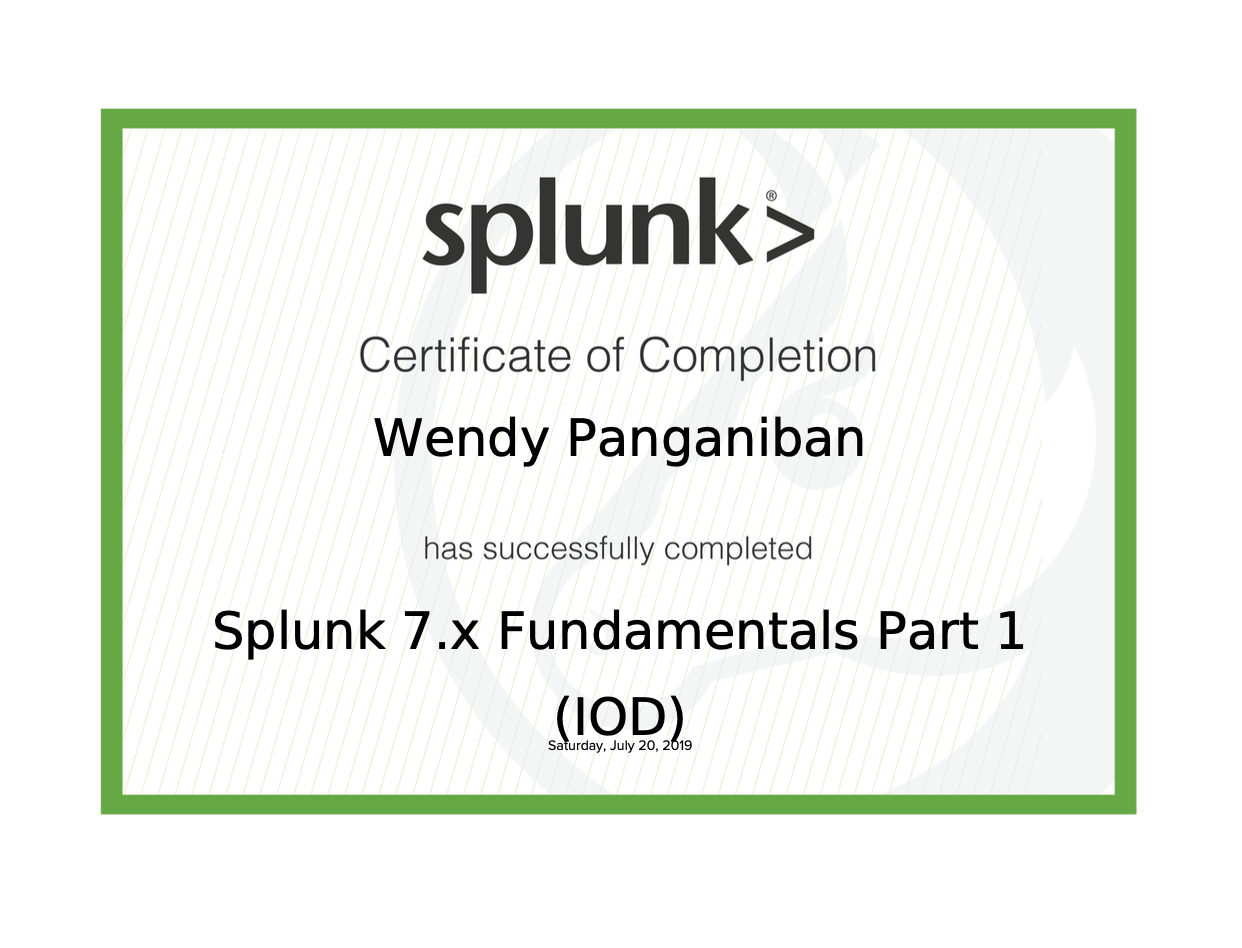 splunk>®
Certificate of Completion
Wendy Panganiban
has successfully completed
Splunk 7.x Fundamentals Part 1
(IOD)
Saturday, July 20, 2019